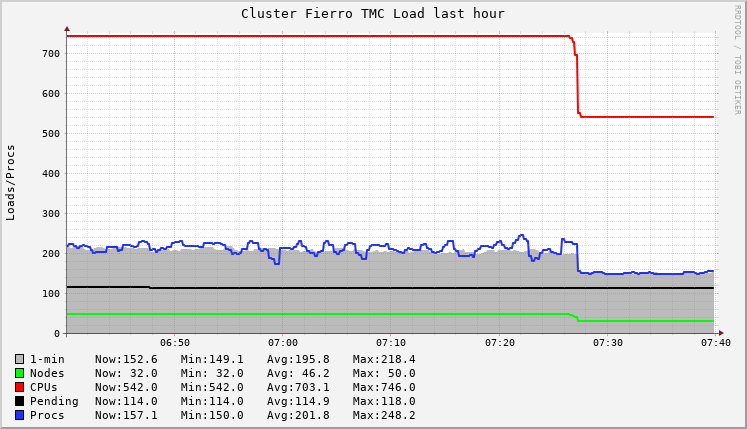 Cluster Fierro TMC Load last hour
RRDTOOL / TOBI OETIKER
Loads/Procs
700
600
500
400
300
200
100
0
06:50 07:00 07:10 07:20 07:30 07:40
1-min Now:152.6 Min:149.1 Avg:195.8 Max:218.4
Nodes Now: 32.0 Min: 32.0 Avg: 46.2 Max: 50.0
CPUs Now:542.0 Min:542.0 Avg:703.1 Max:746.0
Pending Now:114.0 Min:114.0 Avg:114.9 Max:118.0
Procs Now:157.1 Min:150.0 Avg:201.8 Max:248.2